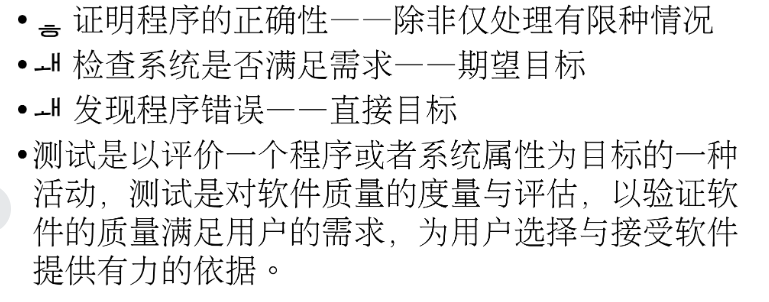 • ᇂ 证明程序的正确性——除非仅处理有限种情况
• ᅫ 检查系统是否满足需求——期望目标
• ᅫ 发现程序错误——直接目标
•测试是以评价一个程序或者系统属性为目标的一种
活动，测试是对软件质量的度量与评估，以验证软
件的质量满足用户的需求，为用户选择与接受软件
提供有力的依据。